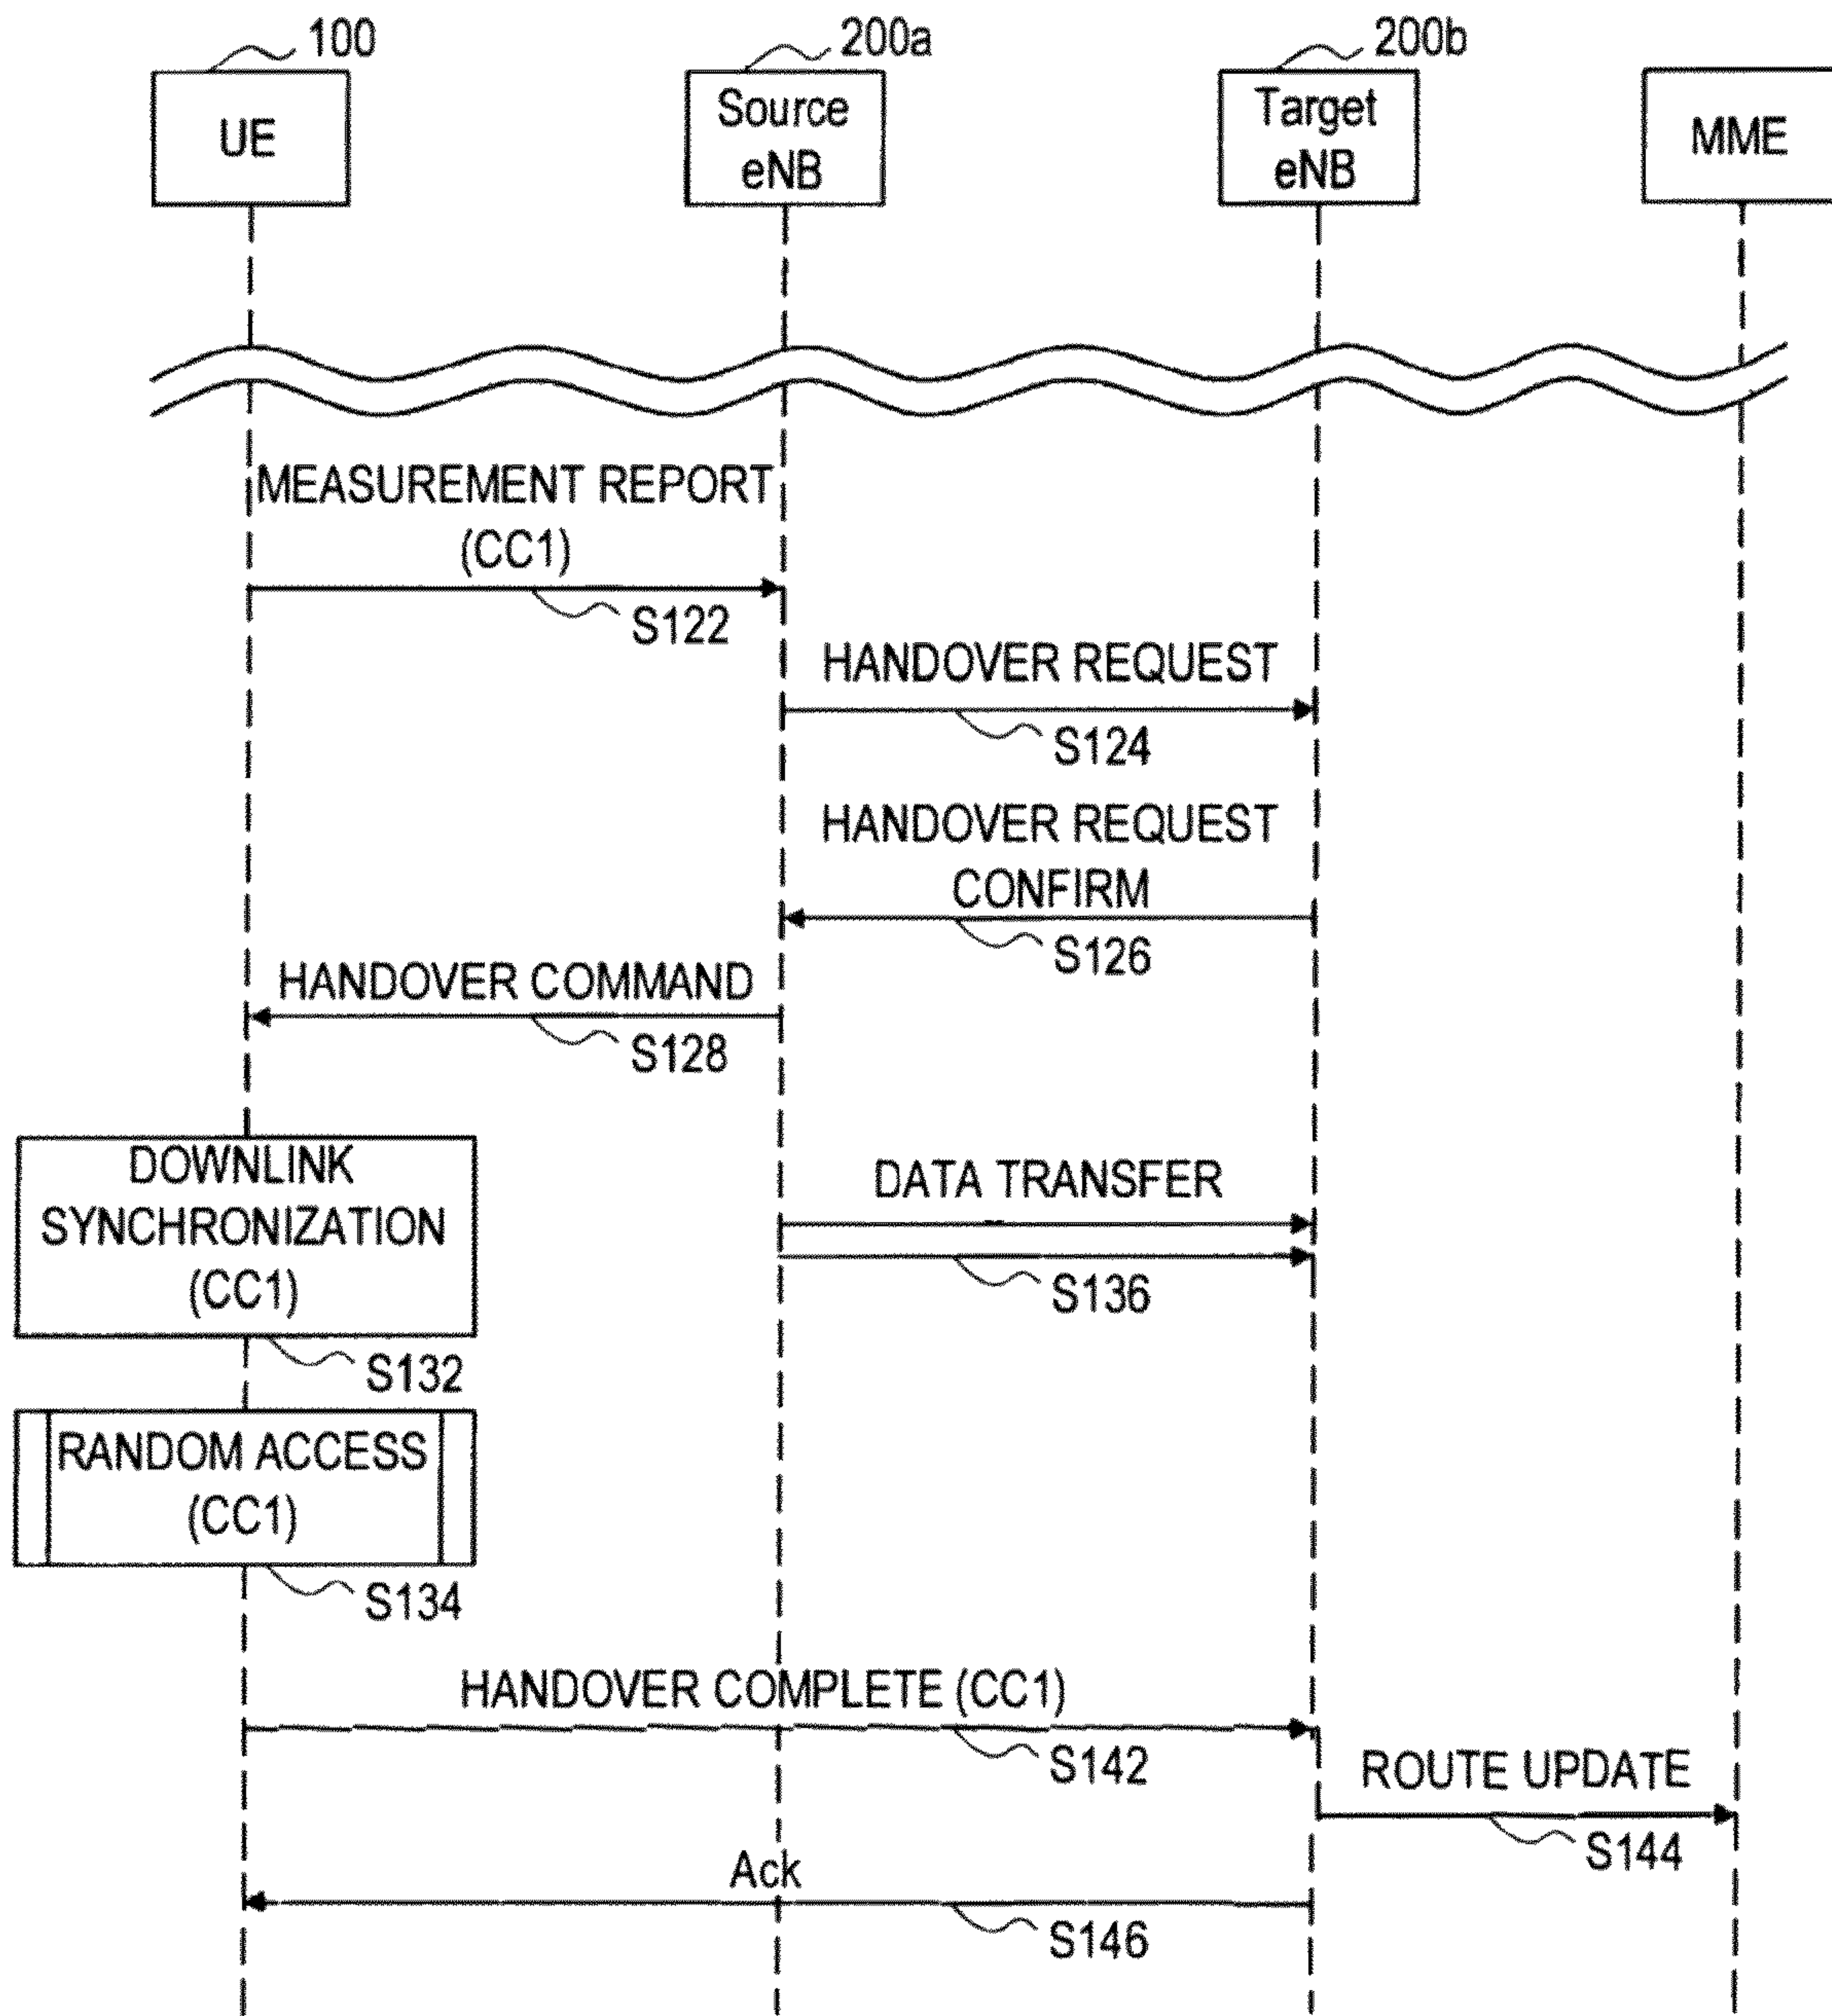 100
200a
200b
UE
Source
eNB
Target
eNB
MME
MEASUREMENT REPORT
(CC1)
S122
HANDOVER REQUEST
S124
HANDOVER REQUEST
CONFIRM
S126
HANDOVER COMMAND
S128
DOWNLINK
SYNCHRONIZATION
(CC1)
S132
DATA TRANSFER
S136
RANDOM ACCESS
(CC1)
S134
HANDOVER COMPLETE (CC1)
S142
ROUTE UPDATE
S144
Ack
S146